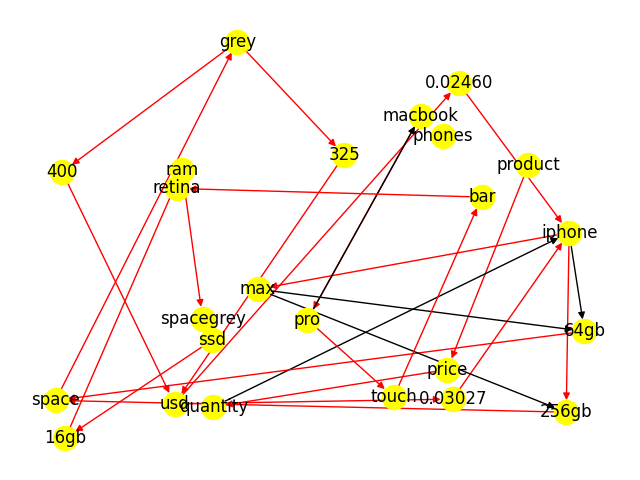 grey
0.02460
macbook
phones
325
product
400
ram
retina
bar
iphone
max
spacegrey
pro
64gb
ssd
price
space
usd
quantity
touch
0.03027
256gb
16gb